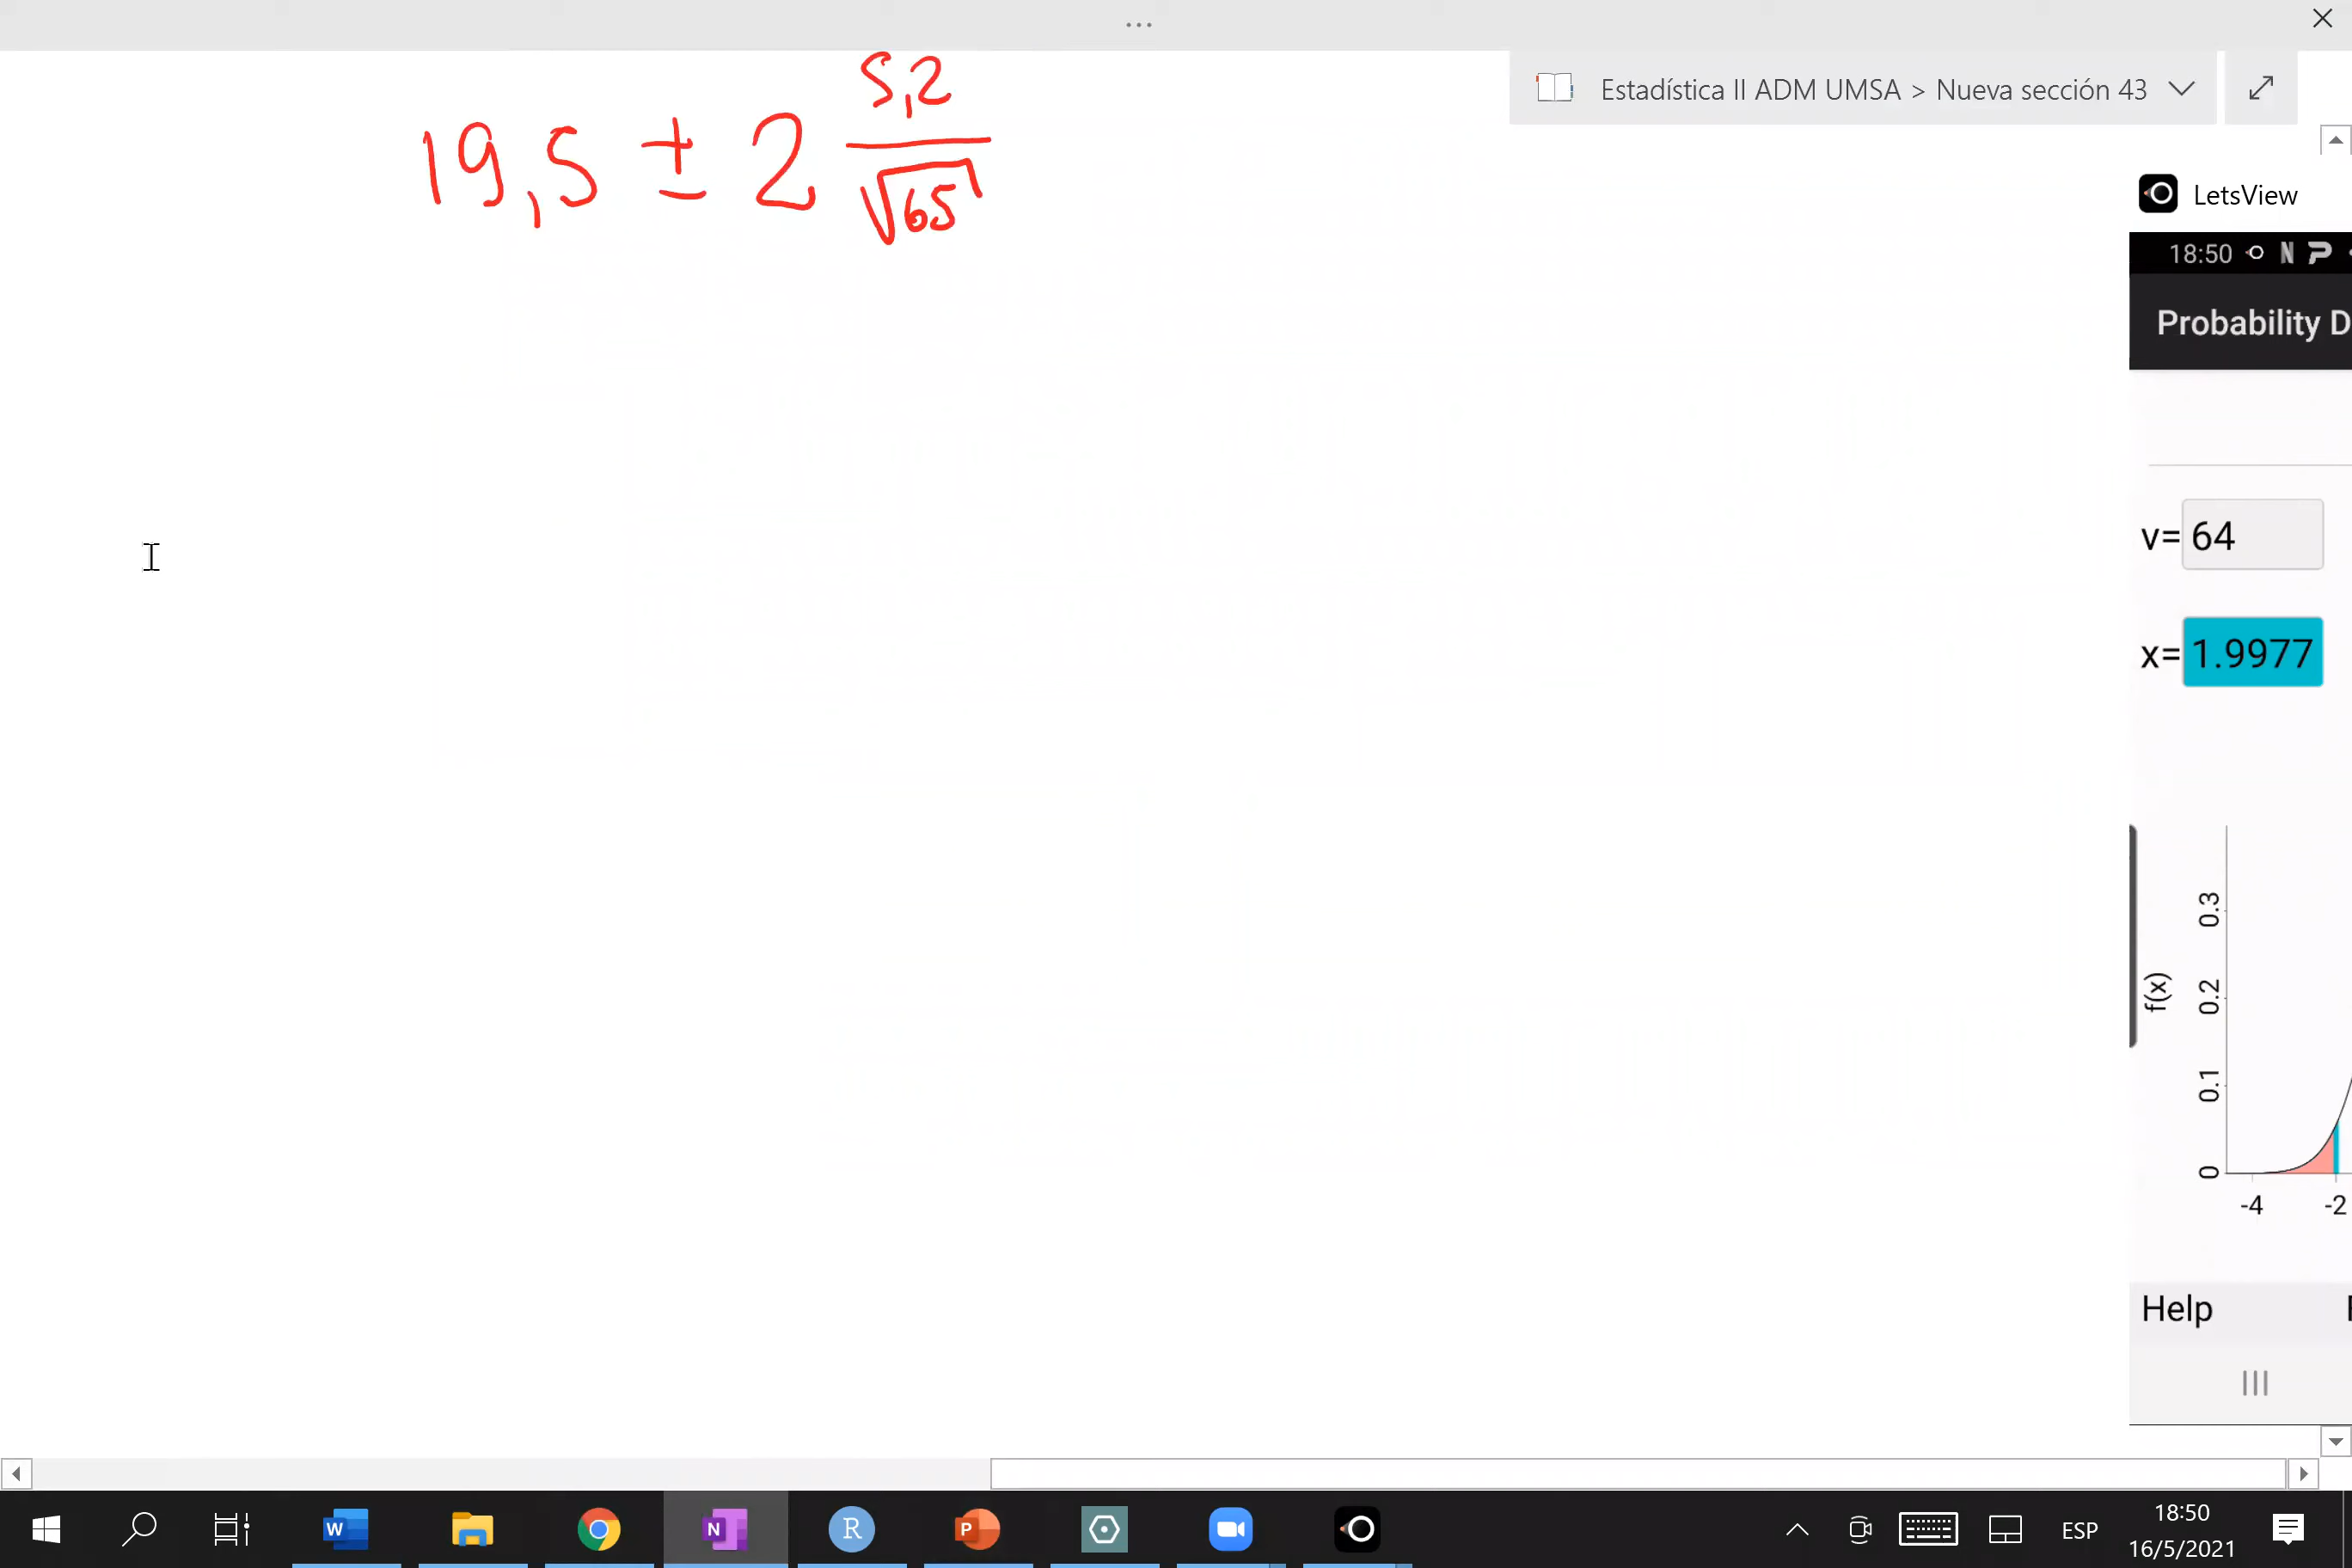 ...
Estadística II ADM UMSA > Nueva sección 43
19,5 ± 2 5,2/√65
LetsView
18:50
Probability D
v= 64
x= 1.9977
f(x)
0.3
0.2
0.1
0
-4 -2
Help
W
N
R
P
ESP
18:50
16/5/2021